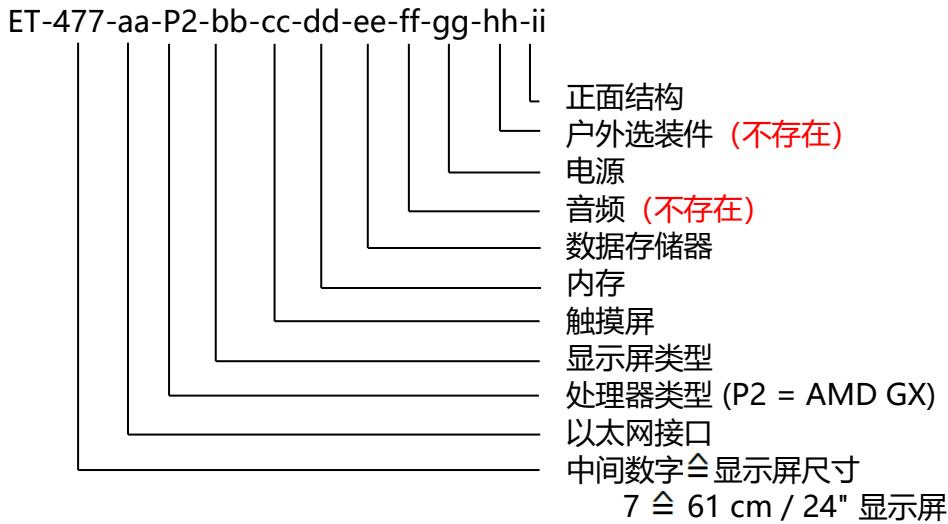 ET-477-aa-P2-bb-cc-dd-ee-ff-gg-hh-ii
正面结构
户外选装件 (不存在)
电源
音频 (不存在)
数据存储器
内存
触摸屏
显示屏类型
处理器类型 (P2 = AMD GX)
以太网接口
中间数字≙显示屏尺寸
7 ≙ 61 cm / 24" 显示屏